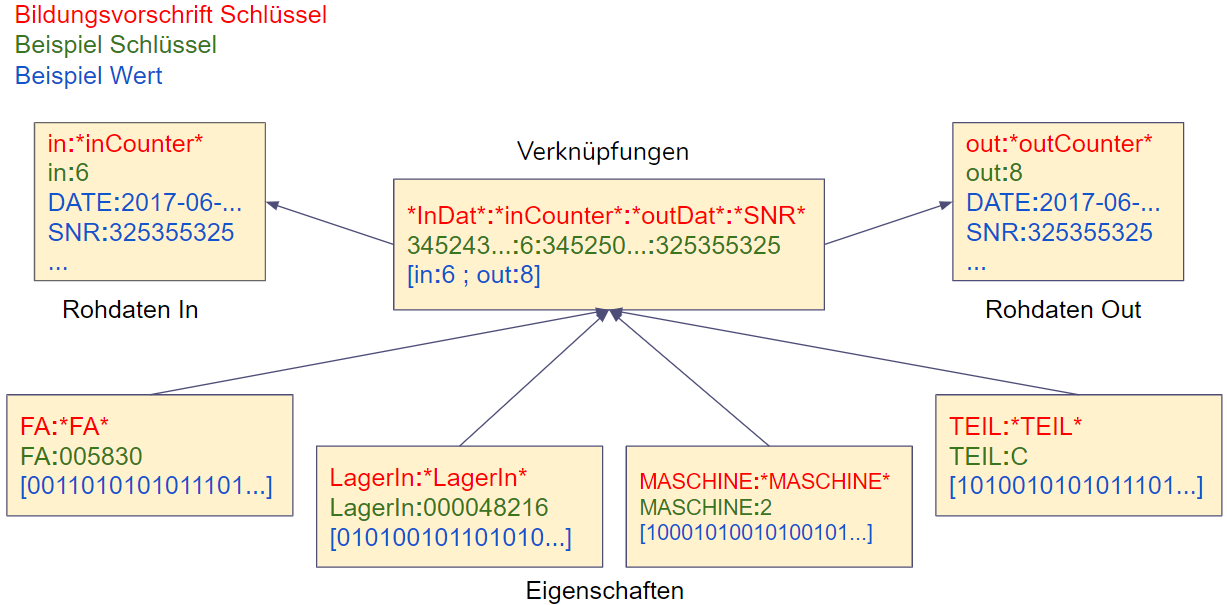 Bildungsvorschrift Schlüssel
Beispiel Schlüssel
Beispiel Wert
in:*inCounter*
in:6
DATE:2017-06-...
SNR:325355325
...
Rohdaten In
Verknüpfungen
*InDat*:*inCounter*:*outDat*:*SNR*
345243...:6:345250...:325355325
[in:6 ; out:8]
out:*outCounter*
out:8
DATE:2017-06-...
SNR:325355325
...
Rohdaten Out
FA:*FA*
FA:005830
[0011010101011101...]
LagerIn:*LagerIn*
LagerIn:000048216
[010100101101010...]
MASCHINE:*MASCHINE*
MASCHINE:2
[10001010010100101...]
TEIL:*TEIL*
TEIL:C
[1010010101011101...]
Eigenschaften